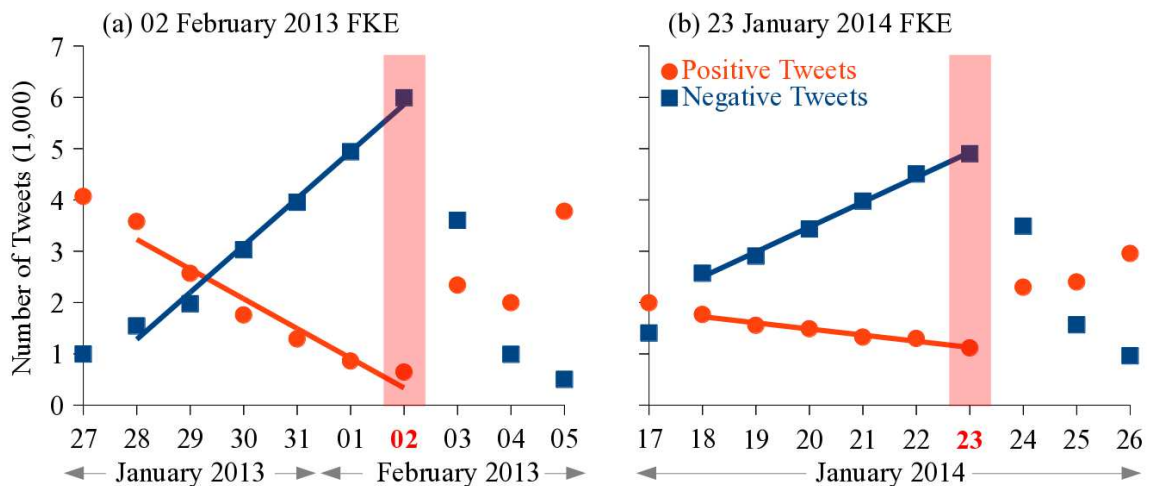 (a) 02 February 2013 FKE
Number of Tweets (1,000)
7
6
5
4
3
2
1
0
27 28 29 30 31 01 02 03 04 05
January 2013 February 2013
(b) 23 January 2014 FKE
Positive Tweets
Negative Tweets
17 18 19 20 21 22 23 24 25 26
January 2014